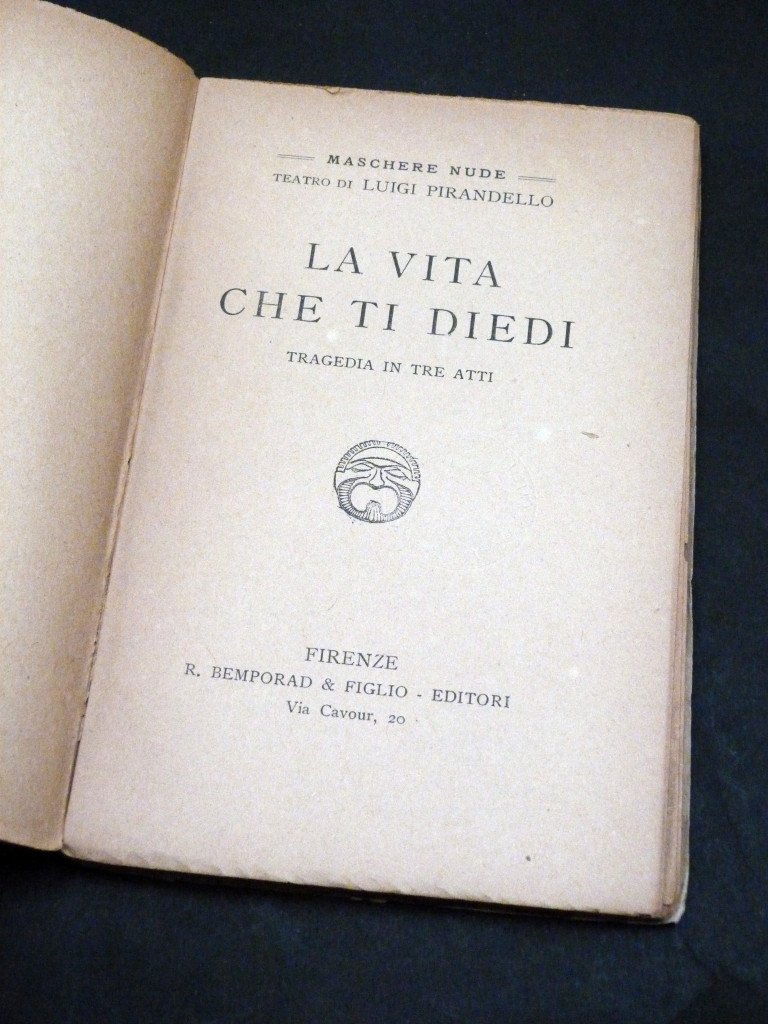 MASCHERE NUDE
TEATRO DI LUIGI PIRANDELLO
LA VITA
CHE TI DIEDI
TRAGEDIA IN TRE ATTI
FIRENZE
R. BEMPORAD & FIGLIO - EDITORI
Via Cavour, 20